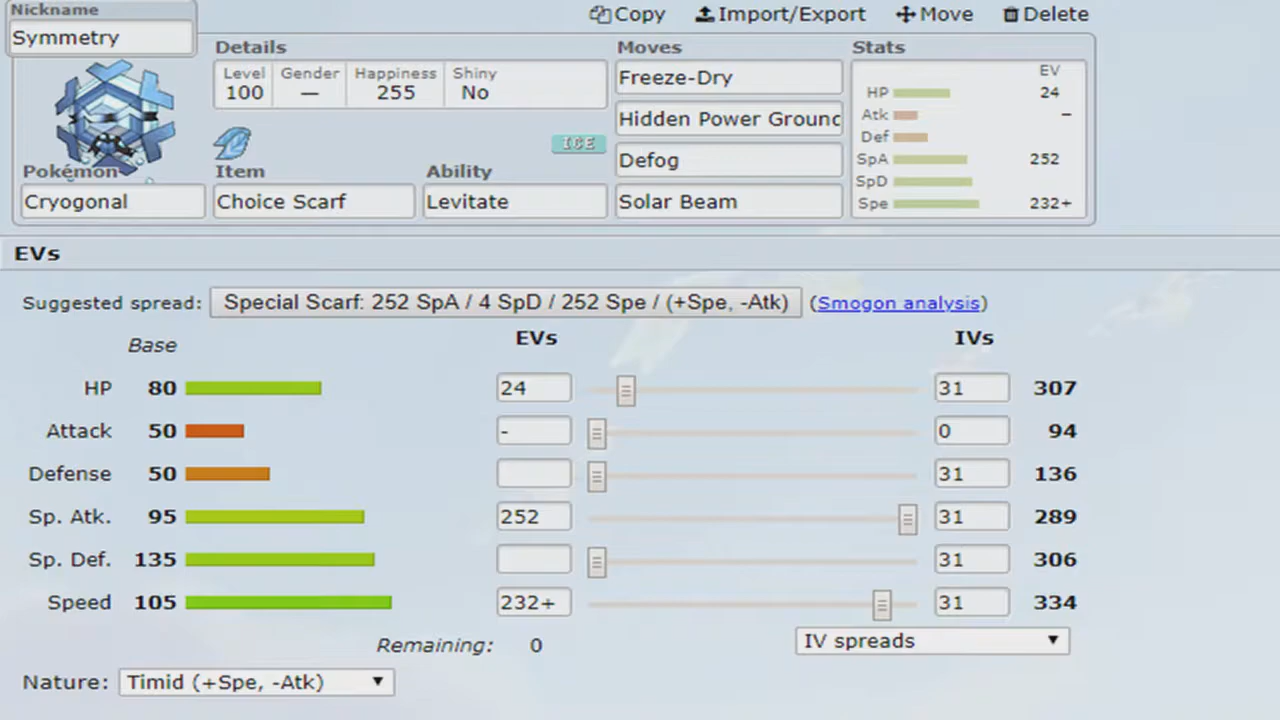 Nickname
Copy Import/Export Move Delete
Symmetry
Details
Moves
Stats
Level Gender Happiness Shiny
100 — 255 No
Freeze-Dry
EV
HP 24
Hidden Power Ground
Atk –
Def
ICE
Defog
SpA 252
Pokémon Item Ability
SpD
Cryogonal Choice Scarf Levitate
Solar Beam
Spe 232+
EVs
Suggested spread: Special Scarf: 252 SpA / 4 SpD / 252 Spe / (+Spe, -Atk) (Smogon analysis)
Base EVs IVs
HP 80 24 31 307
Attack 50 - 0 94
Defense 50 31 136
Sp. Atk. 95 252 31 289
Sp. Def. 135 31 306
Speed 105 232+ 31 334
Remaining: 0 IV spreads
Nature: Timid (+Spe, -Atk)